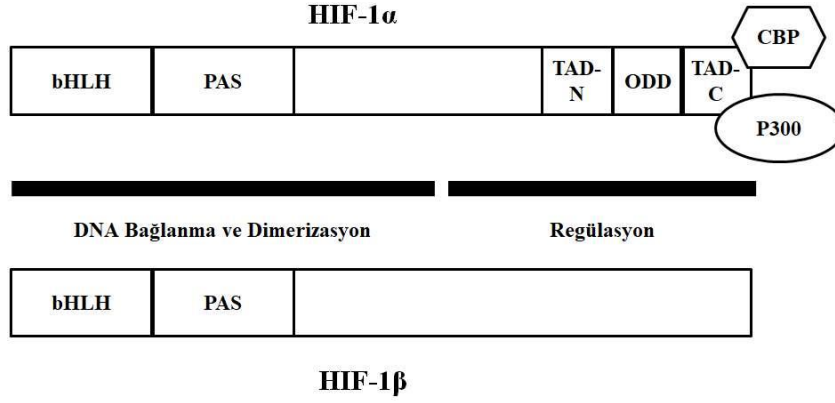 HIF-1α
CBP
bHLH PAS TAD-N ODD TAD-C
P300
DNA Bağlanma ve Dimerizasyon Regülasyon
bHLH PAS
HIF-1β